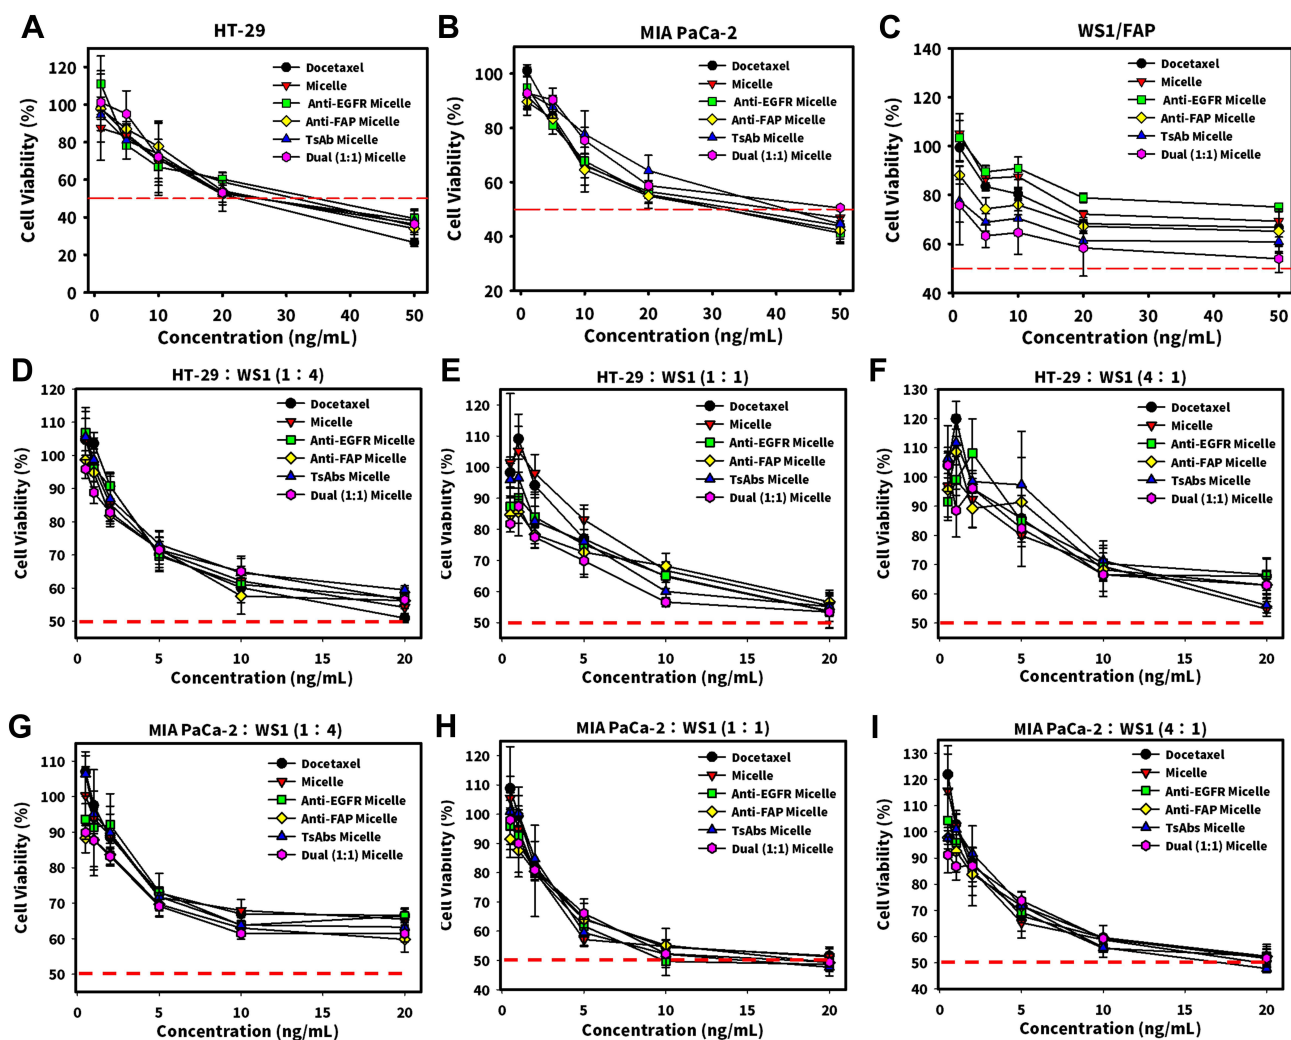 A
HT-29
Cell Viability (%)
120
100
80
60
40
20
0
0
10
20
30
40
50
Concentration (ng/mL)
Docetaxel
Micelle
Anti-EGFR Micelle
Anti-FAP Micelle
TsAb Micelle
Dual (1:1) Micelle
B
MIA PaCa-2
Cell Viability (%)
100
80
60
40
20
0
10
20
30
40
50
Concentration (ng/mL)
Docetaxel
Micelle
Anti-EGFR Micelle
Anti-FAP Micelle
TsAb Micelle
Dual (1:1) Micelle
C
WS1/FAP
Cell Viability (%)
140
120
100
80
60
40
0
10
20
30
40
50
Concentration (ng/mL)
Docetaxel
Micelle
Anti-EGFR Micelle
Anti-FAP Micelle
TsAb Micelle
Dual (1:1) Micelle
D
HT-29：WS1 (1：4)
Cell Viability (%)
120
110
100
90
80
70
60
50
0
5
10
15
20
Concentration (ng/mL)
Docetaxel
Micelle
Anti-EGFR Micelle
Anti-FAP Micelle
TsAbs Micelle
Dual (1:1) Micelle
E
HT-29：WS1 (1：1)
Cell Viability (%)
120
110
100
90
80
70
60
50
0
5
10
15
20
Concentration (ng/mL)
Docetaxel
Micelle
Anti-EGFR Micelle
Anti-FAP Micelle
TsAbs Micelle
Dual (1:1) Micelle
F
HT-29：WS1 (4：1)
Cell Viability (%)
130
120
110
100
90
80
70
60
50
0
5
10
15
20
Concentration (ng/mL)
Docetaxel
Micelle
Anti-EGFR Micelle
Anti-FAP Micelle
TsAbs Micelle
Dual (1:1) Micelle
G
MIA PaCa-2：WS1 (1：4)
Cell Viability (%)
110
100
90
80
70
60
50
0
5
10
15
20
Concentration (ng/mL)
Docetaxel
Micelle
Anti-EGFR Micelle
Anti-FAP Micelle
TsAbs Micelle
Dual (1:1) Micelle
H
MIA PaCa-2：WS1 (1：1)
Cell Viability (%)
120
110
100
90
80
70
60
50
40
0
5
10
15
20
Concentration (ng/mL)
Docetaxel
Micelle
Anti-EGFR Micelle
Anti-FAP Micelle
TsAbs Micelle
Dual (1:1) Micelle
I
MIA PaCa-2：WS1 (4：1)
Cell Viability (%)
130
120
110
100
90
80
70
60
50
40
0
5
10
15
20
Concentration (ng/mL)
Docetaxel
Micelle
Anti-EGFR Micelle
Anti-FAP Micelle
TsAbs Micelle
Dual (1:1) Micelle